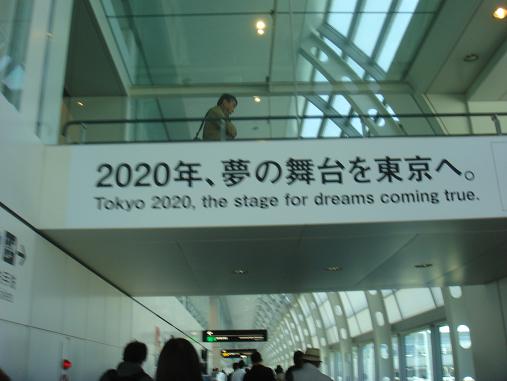 2020年、夢の舞台を東京へ。
Tokyo 2020, the stage for dreams coming true.